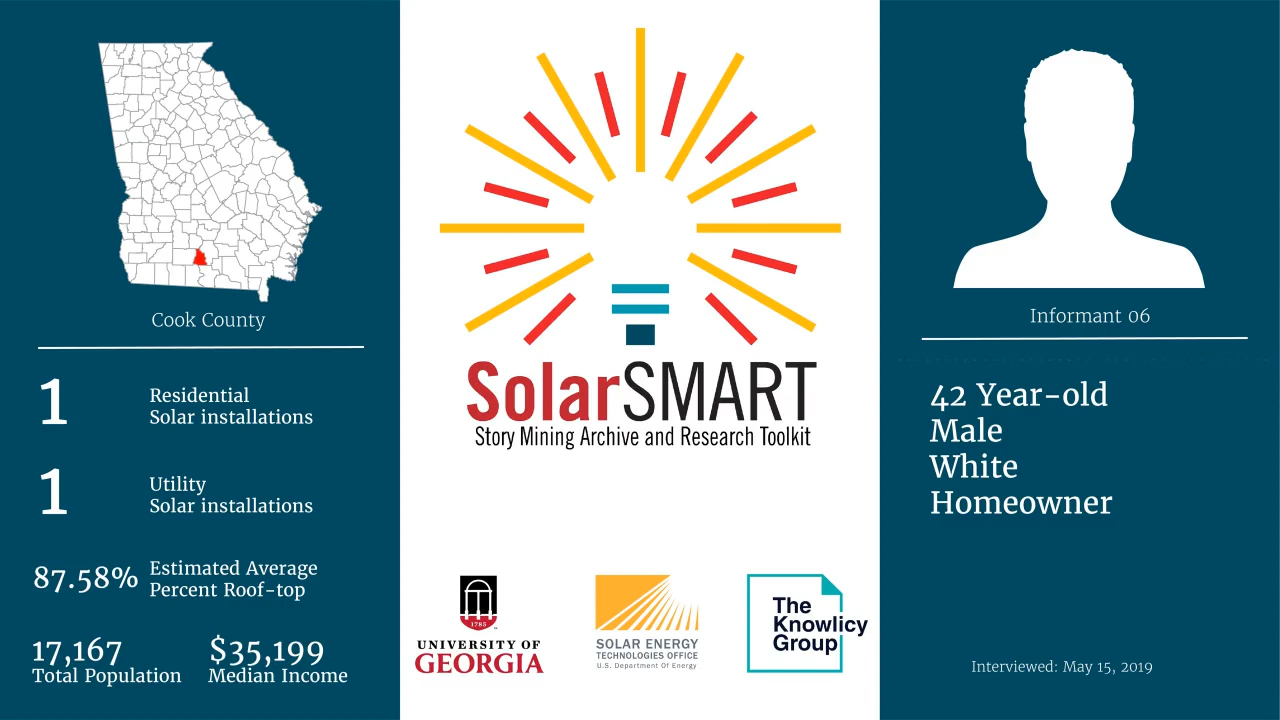 Cook County
1
Residential
Solar installations
1
Utility
Solar installations
87.58%
Estimated Average
Percent Roof-top
17,167
Total Population
$35,199
Median Income
SolarSMART
Story Mining Archive and Research Toolkit
1785
UNIVERSITY OF
GEORGIA
SOLAR ENERGY
TECHNOLOGIES OFFICE
U.S. Department Of Energy
The
Knowlicy
Group
Informant 06
42 Year-old
Male
White
Homeowner
Interviewed: May 15, 2019